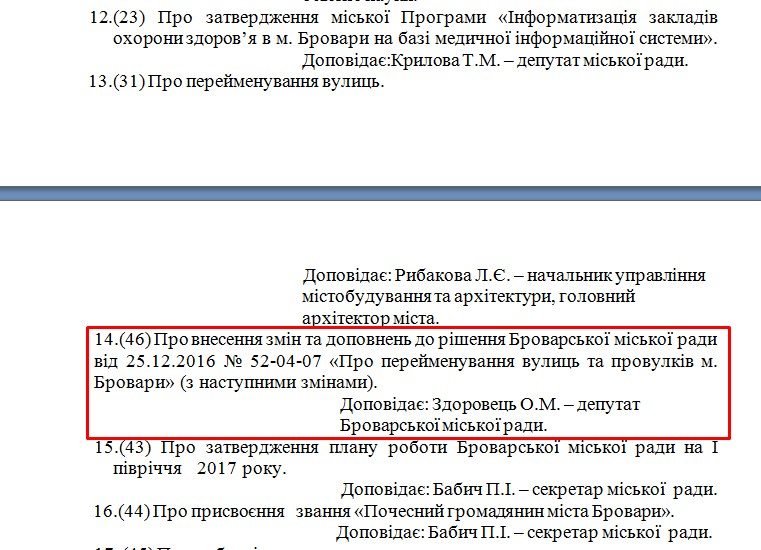 12.(23) Про затвердження міської Програми «Інформатизація закладів
охорони здоров’я в м. Бровари на базі медичної інформаційної системи».
Доповідає:Крилова Т.М. – депутат міської ради.
13.(31) Про перейменування вулиць.
Доповідає: Рибакова Л.Є. – начальник управління
містобудування та архітектури, головний
архітектор міста.
14.(46) Про внесення змін та доповнень до рішення Броварської міської ради
від 25.12.2016 № 52-04-07 «Про перейменування вулиць та провулків м.
Бровари» (з наступними змінами).
Доповідає: Здоровець О.М. – депутат
Броварської міської ради.
15.(43) Про затвердження плану роботи Броварської міської ради на І
півріччя 2017 року.
Доповідає: Бабич П.І. – секретар міської ради.
16.(44) Про присвоєння звання «Почесний громадянин міста Бровари».
Доповідає: Бабич П.І. – секретар міської ради.